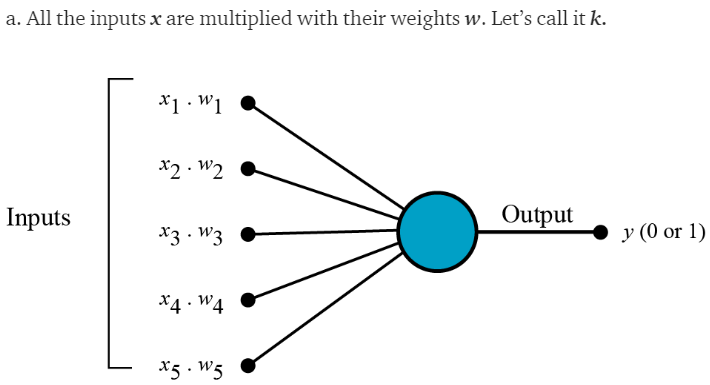 a. All the inputs x are multiplied with their weights w. Let’s call it k.
x1 · w1
x2 · w2
Inputs
Output
x3 · w3
y (0 or 1)
x4 · w4
x5 · w5